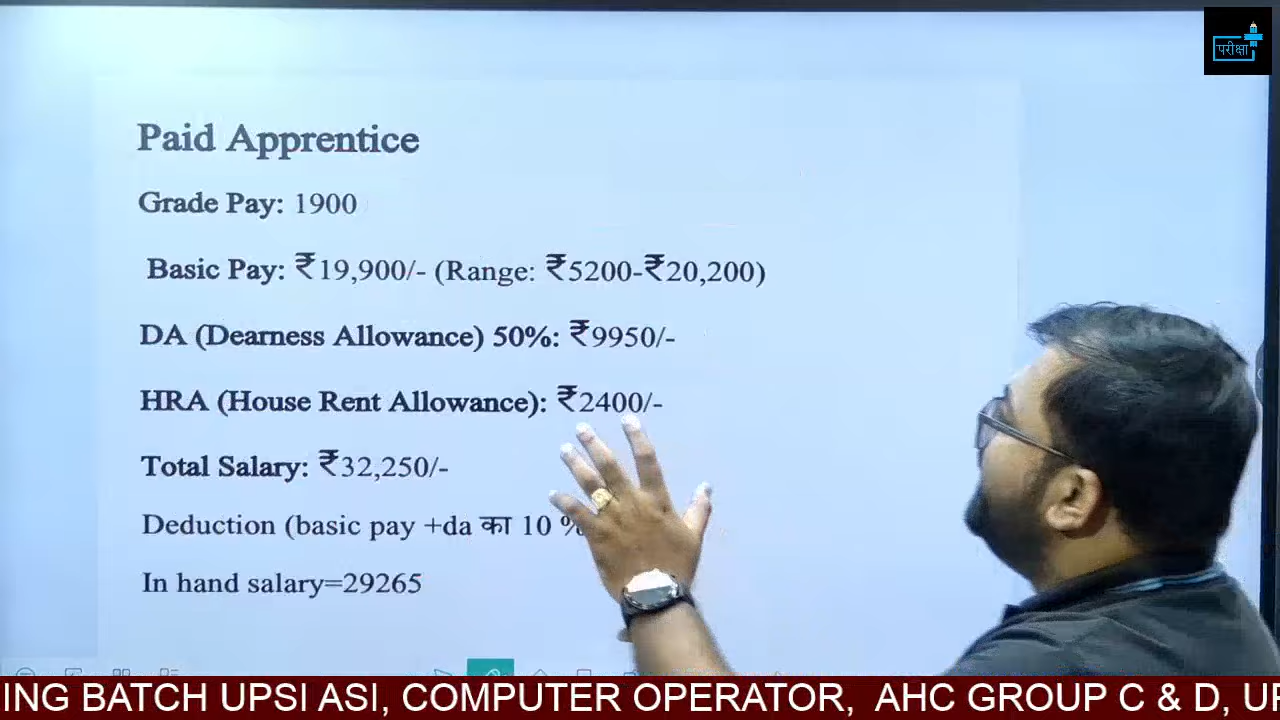 परीक्षा
Paid Apprentice
Grade Pay: 1900
Basic Pay: ₹19,900/- (Range: ₹5200-₹20,200)
DA (Dearness Allowance) 50%: ₹9950/-
HRA (House Rent Allowance): ₹2400/-
Total Salary: ₹32,250/-
Deduction (basic pay +da का 10 %
In hand salary=29265
ING BATCH UPSI ASI, COMPUTER OPERATOR, AHC GROUP C & D,